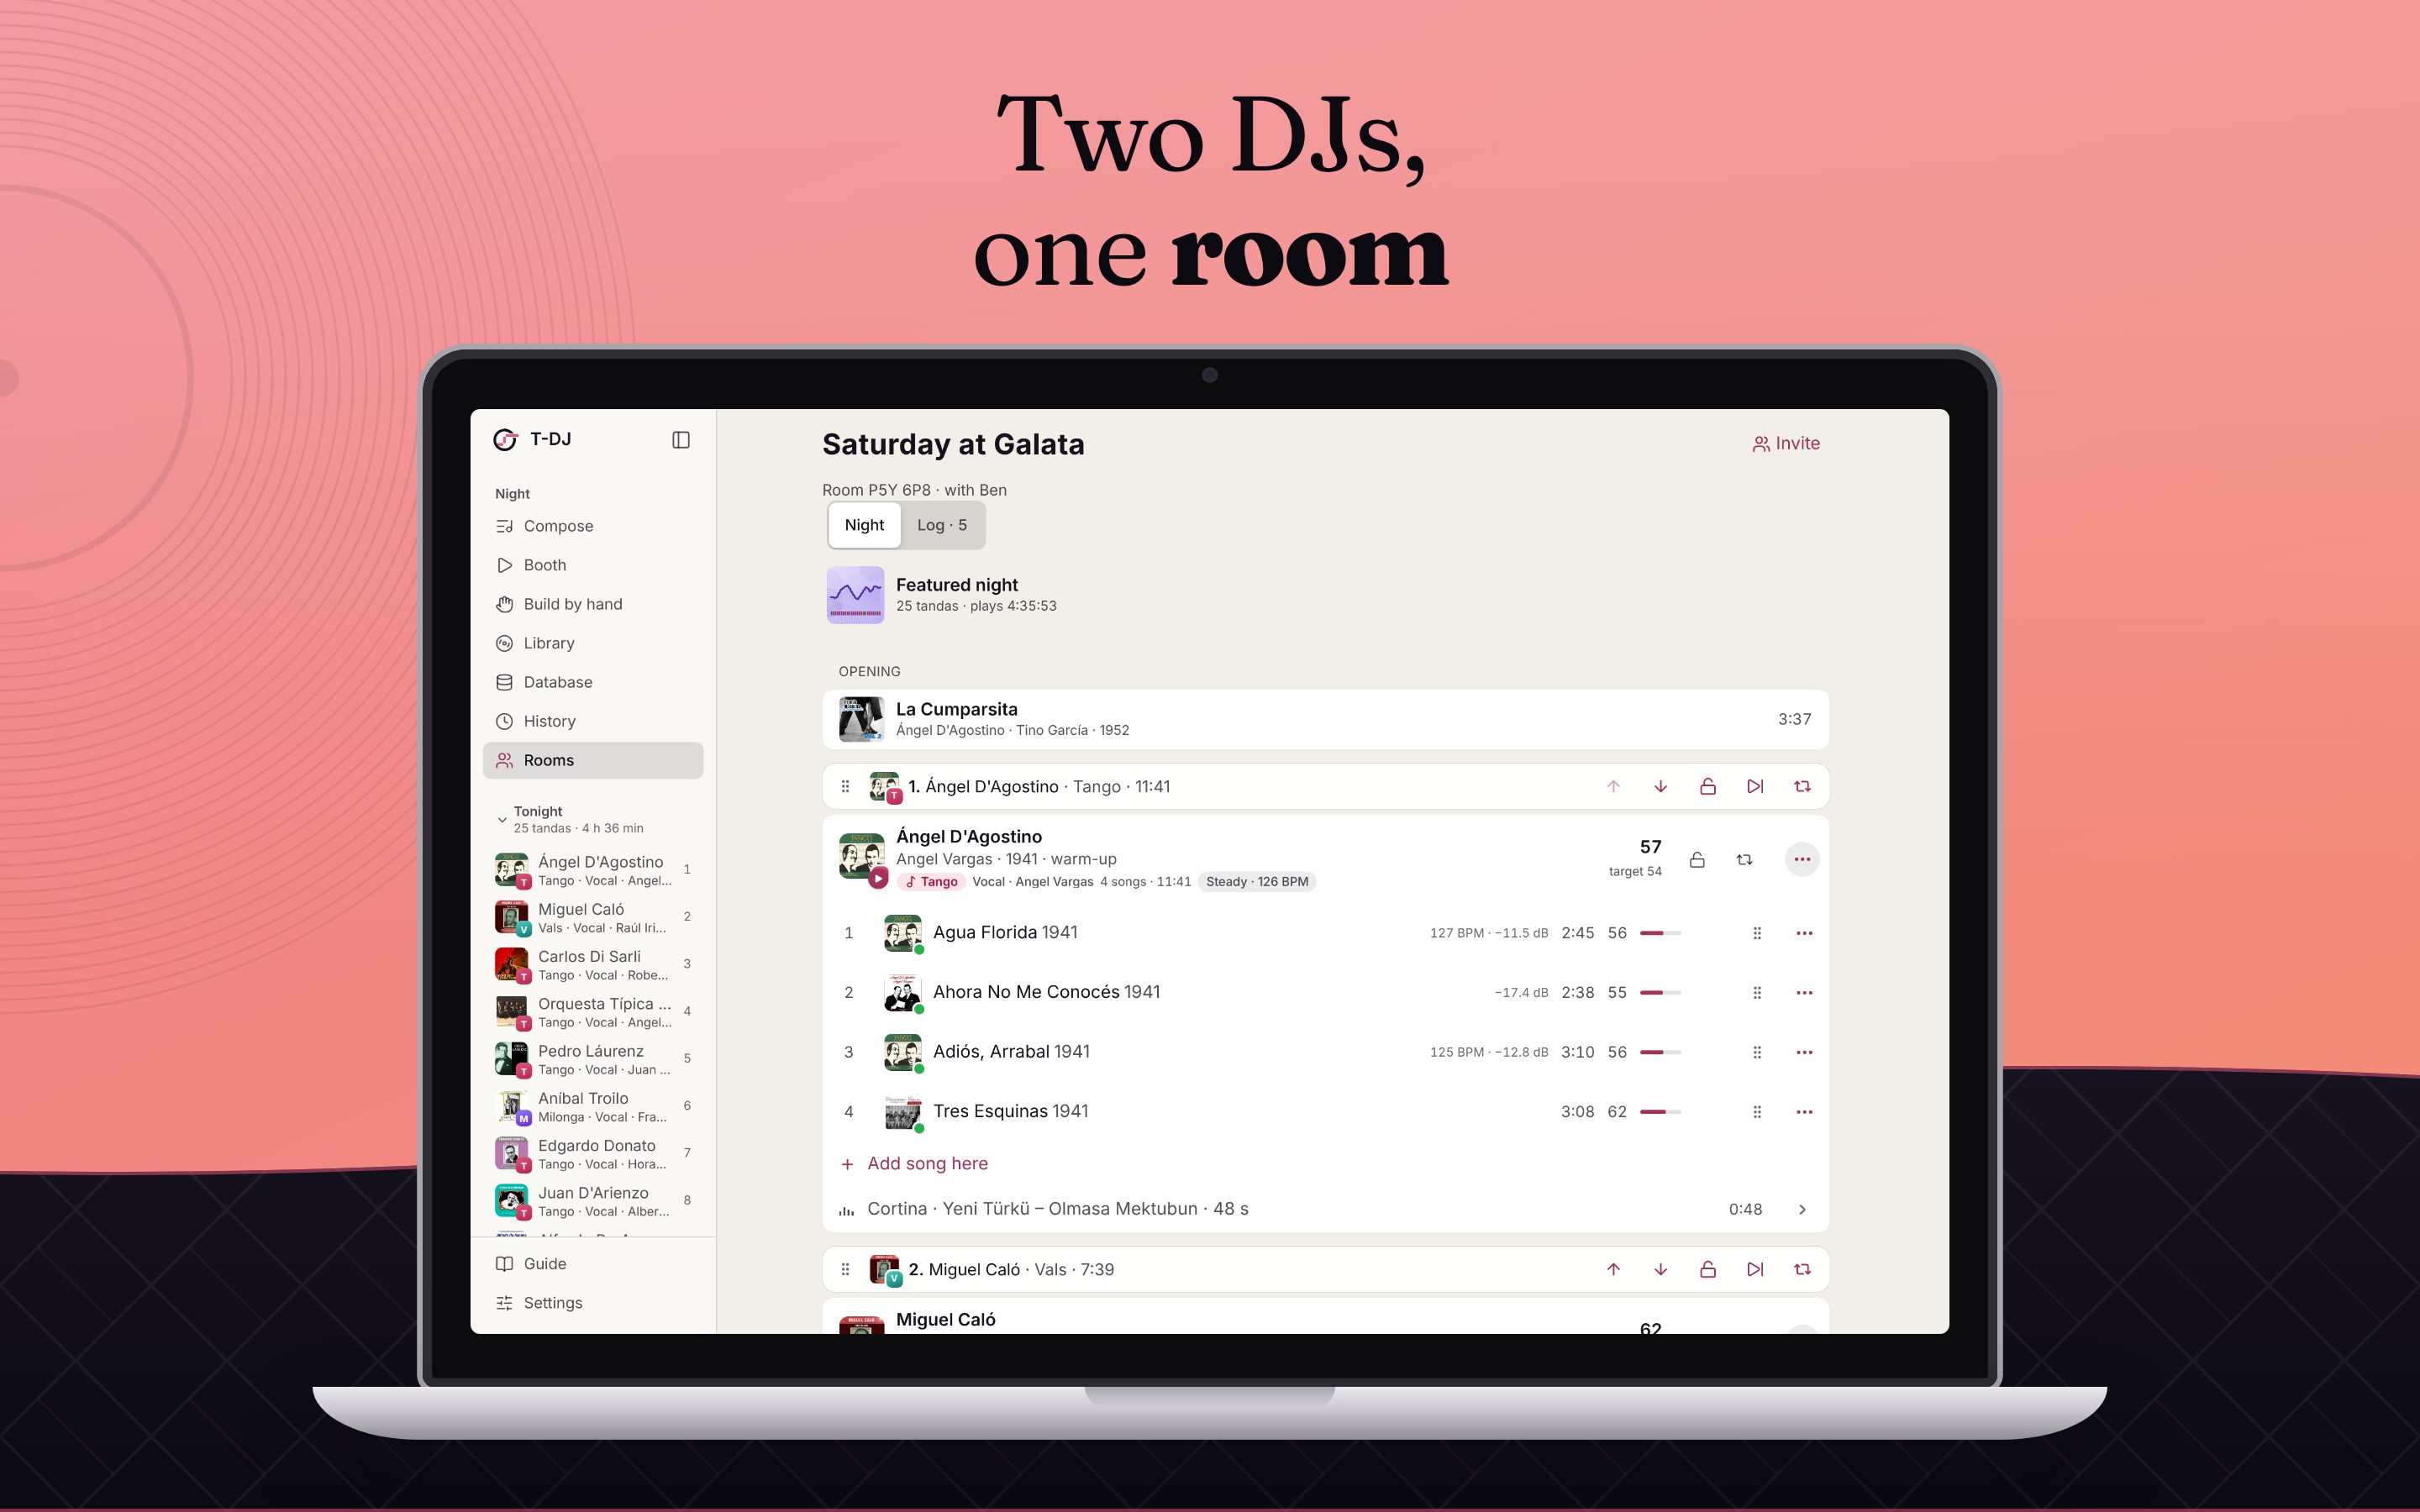 Two DJs,
one room
T-DJ
Night
Compose
Booth
Build by hand
Library
Database
History
Rooms
Tonight
25 tandas · 4 h 36 min
Ángel D'Agostino 1
Tango · Vocal · Angel...
Miguel Caló 2
Vals · Vocal · Raúl Iri...
Carlos Di Sarli 3
Tango · Vocal · Robe...
Orquesta Típica ... 4
Tango · Vocal · Angel...
Pedro Láurenz 5
Tango · Vocal · Juan ...
Aníbal Troilo 6
Milonga · Vocal · Fra...
Edgardo Donato 7
Tango · Vocal · Hora...
Juan D'Arienzo 8
Tango · Vocal · Alber...
Guide
Settings
Saturday at Galata
Invite
Room P5Y 6P8 · with Ben
Night Log · 5
Featured night
25 tandas · plays 4:35:53
OPENING
La Cumparsita
Ángel D'Agostino · Tino García · 1952
3:37
1. Ángel D'Agostino · Tango · 11:41
Ángel D'Agostino
Angel Vargas · 1941 · warm-up
Tango Vocal · Angel Vargas 4 songs · 11:41 Steady · 126 BPM
57
target 54
1 Agua Florida 1941 127 BPM · −11.5 dB 2:45 56
2 Ahora No Me Conocés 1941 −17.4 dB 2:38 55
3 Adiós, Arrabal 1941 125 BPM · −12.8 dB 3:10 56
4 Tres Esquinas 1941 3:08 62
+ Add song here
Cortina · Yeni Türkü – Olmasa Mektubun · 48 s 0:48
2. Miguel Caló · Vals · 7:39
Miguel Caló
62